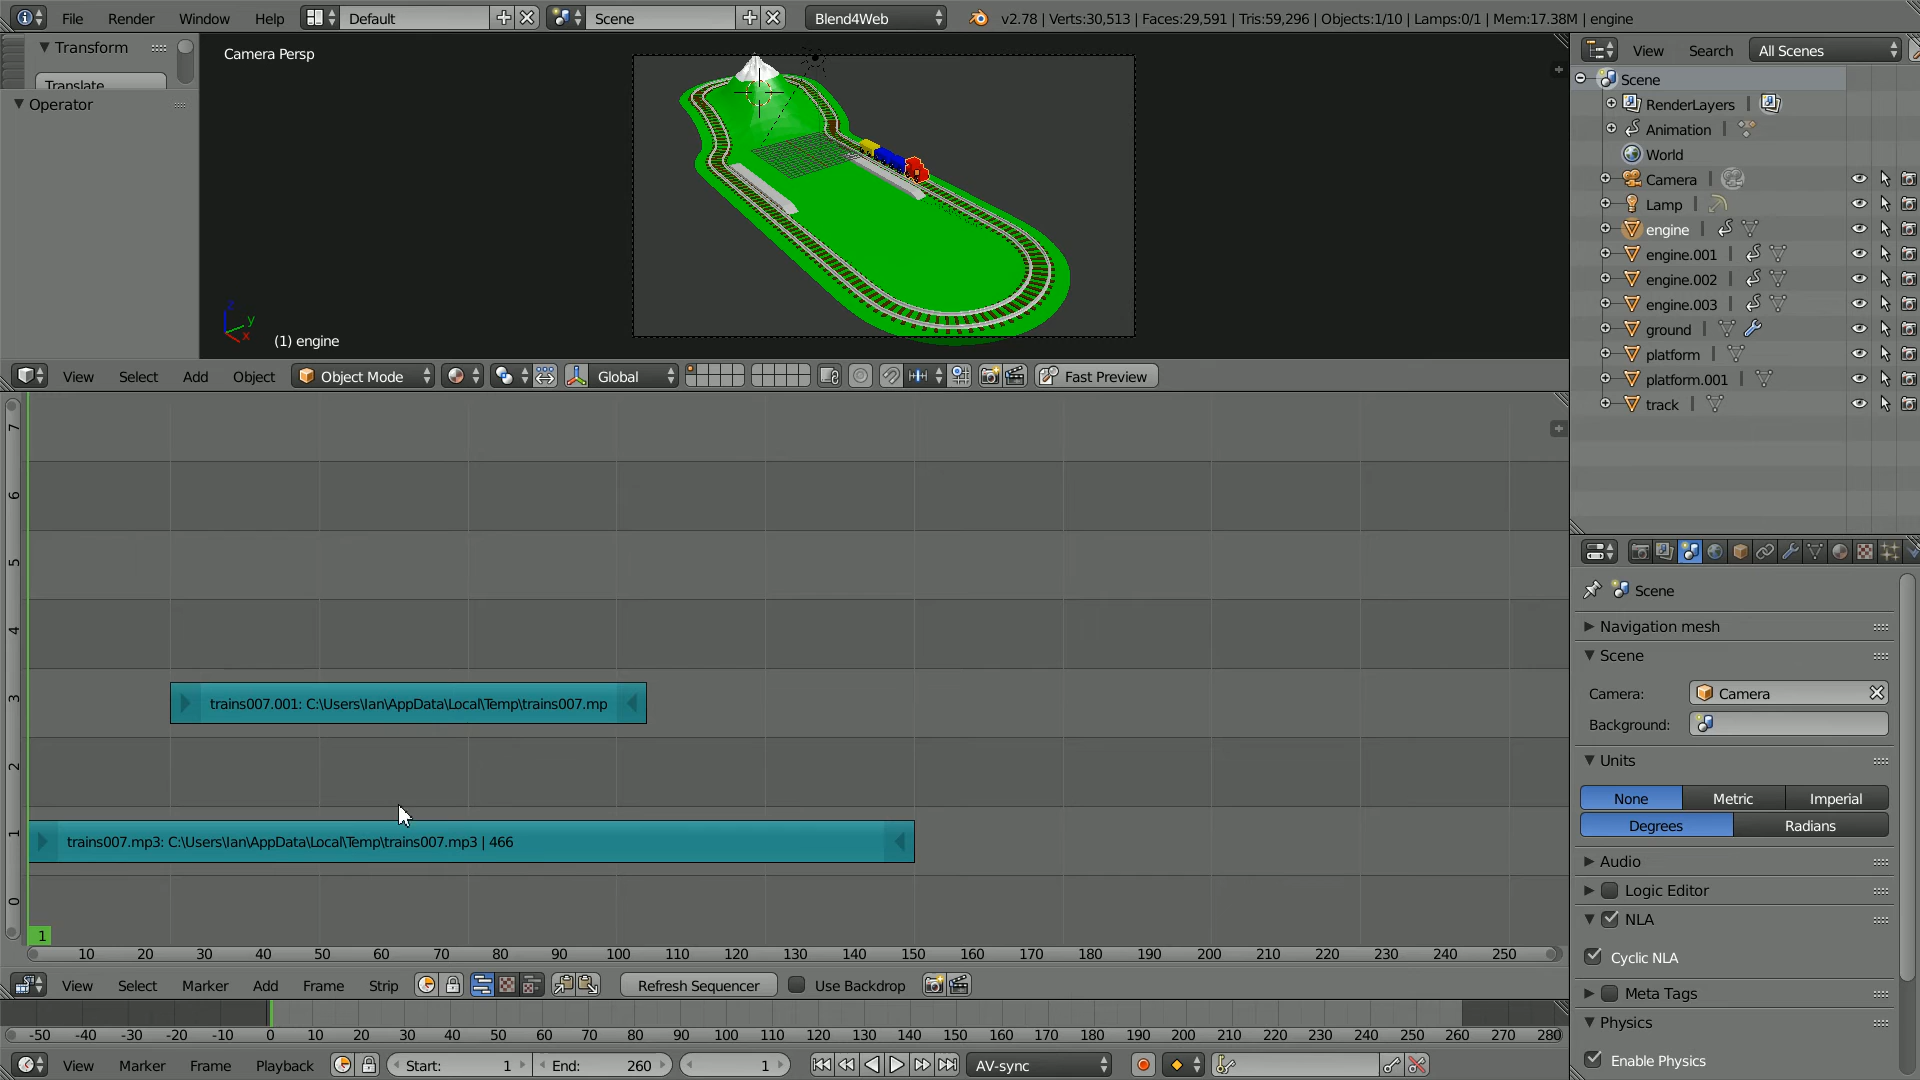 File Render Window Help Default Scene Blend4Web v2.78 | Verts:30,513 | Faces:29,591 | Tris:59,296 | Objects:1/10 | Lamps:0/1 | Mem:17.38M | engine
Transform
Translate
Operator
Camera Persp
z
y
x
(1) engine
View Select Add Object Object Mode Global Fast Preview
View Search All Scenes
Scene
RenderLayers |
Animation |
World
Camera |
Lamp |
engine |
engine.001 |
engine.002 |
engine.003 |
ground |
platform |
platform.001 |
track |
7
6
5
4
3
2
1
0
trains007.001: C:\Users\Ian\AppData\Local\Temp\trains007.mp
trains007.mp3: C:\Users\Ian\AppData\Local\Temp\trains007.mp3 | 466
1
10 20 30 40 50 60 70 80 90 100 110 120 130 140 150 160 170 180 190 200 210 220 230 240 250
View Select Marker Add Frame Strip Refresh Sequencer Use Backdrop
-50 -40 -30 -20 -10 0 10 20 30 40 50 60 70 80 90 100 110 120 130 140 150 160 170 180 190 200 210 220 230 240 250 260 270 280
View Marker Frame Playback Start: 1 End: 260 1 AV-sync
Scene
Navigation mesh
Scene
Camera: Camera
Background:
Units
None Metric Imperial
Degrees Radians
Audio
Logic Editor
NLA
Cyclic NLA
Meta Tags
Physics
Enable Physics